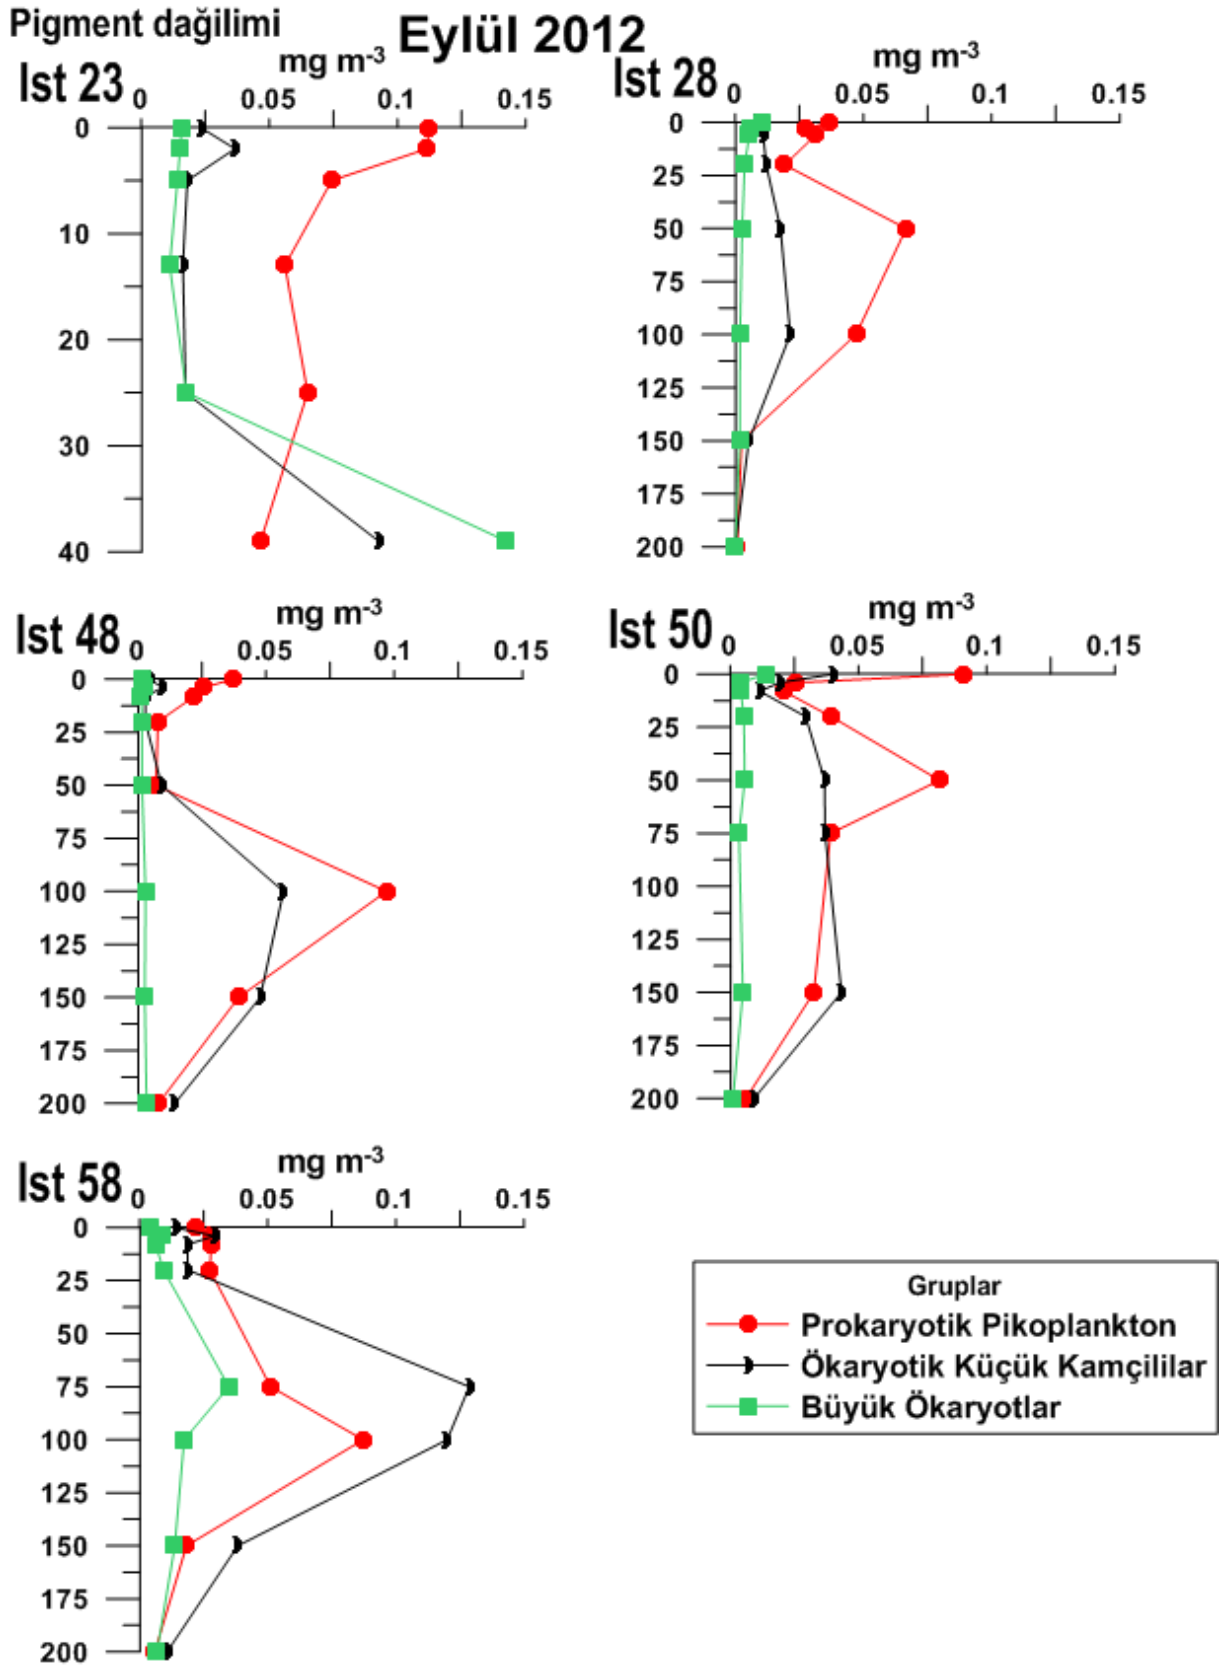 Pigment dağilimi
Eylül 2012
Ist 23
mg m-3
0 0.05 0.1 0.15
0
10
20
30
40
Ist 28
mg m-3
0 0.05 0.1 0.15
0
25
50
75
100
125
150
175
200
Ist 48
mg m-3
0 0.05 0.1 0.15
0
25
50
75
100
125
150
175
200
Ist 50
mg m-3
0 0.05 0.1 0.15
0
25
50
75
100
125
150
175
200
Ist 58
mg m-3
0 0.05 0.1 0.15
0
25
50
75
100
125
150
175
200
Gruplar
Prokaryotik Pikoplankton
Ökaryotik Küçük Kamçililar
Büyük Ökaryotlar